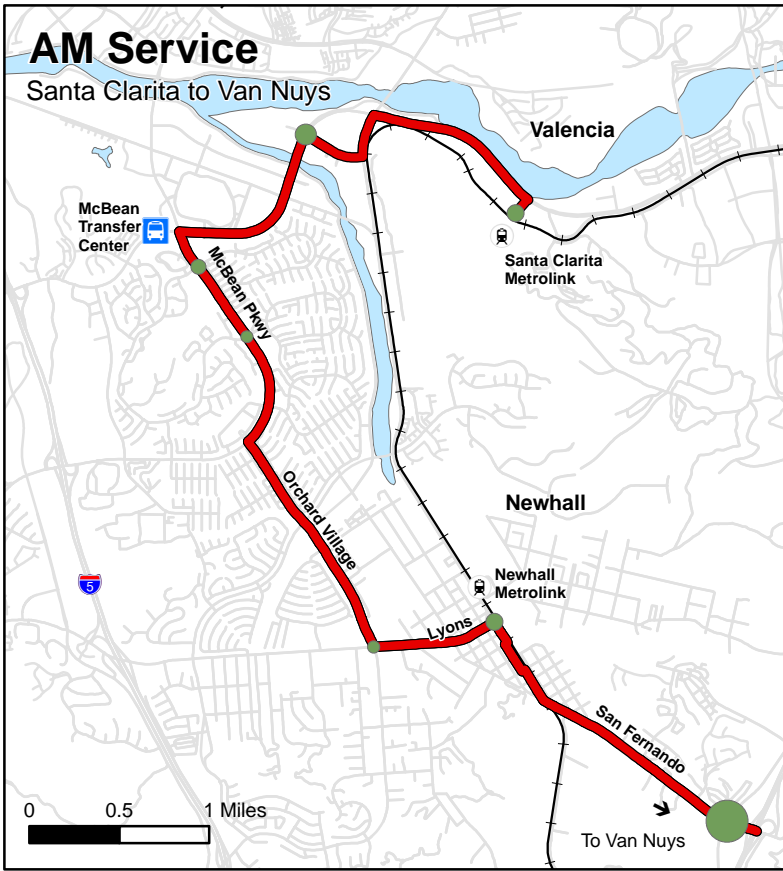 AM Service
Santa Clarita to Van Nuys
Valencia
McBean
Transfer
Center
McBean Pkwy
Santa Clarita
Metrolink
Orchard Village
Newhall
5
Newhall
Metrolink
Lyons
San Fernando
0 0.5 1 Miles
To Van Nuys